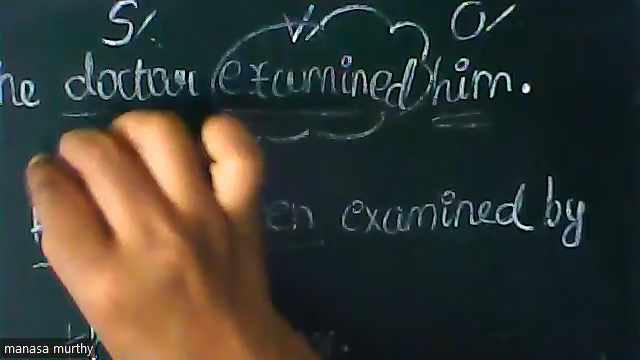 S/. V/. O/.
he doctor examined him.
en examined by
manasa murthy